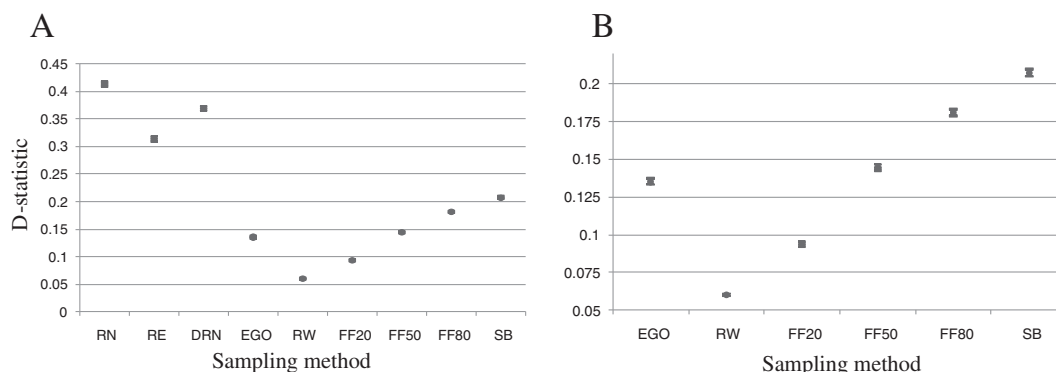 A
0.45
0.4
0.35
0.3
0.25
0.2
0.15
0.1
0.05
0
D-statistic
RN RE DRN EGO RW FF20 FF50 FF80 SB
Sampling method
B
0.2
0.175
0.15
0.125
0.1
0.075
0.05
EGO RW FF20 FF50 FF80 SB
Sampling method